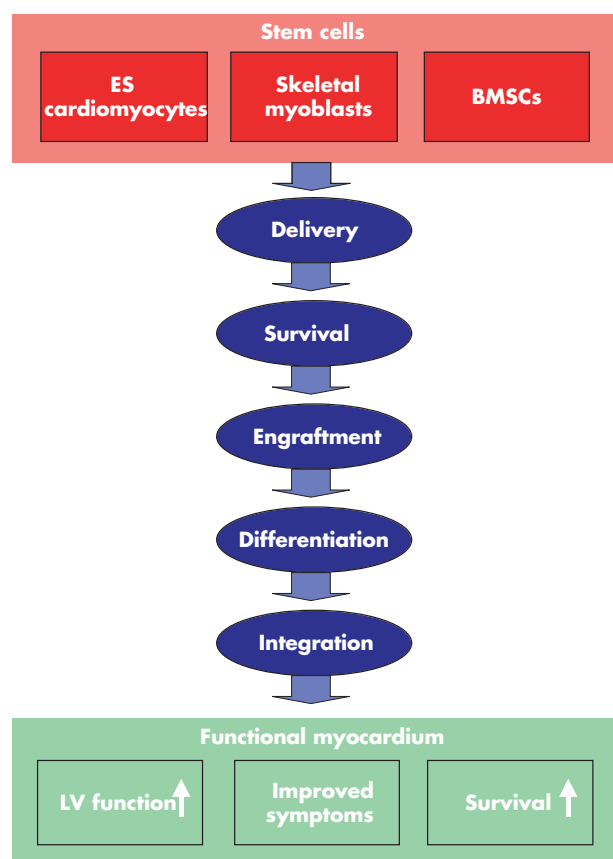 Stem cells
ES
cardiomyocytes
Skeletal
myoblasts
BMSCs
Delivery
Survival
Engraftment
Differentiation
Integration
Functional myocardium
LV function
Improved
symptoms
Survival